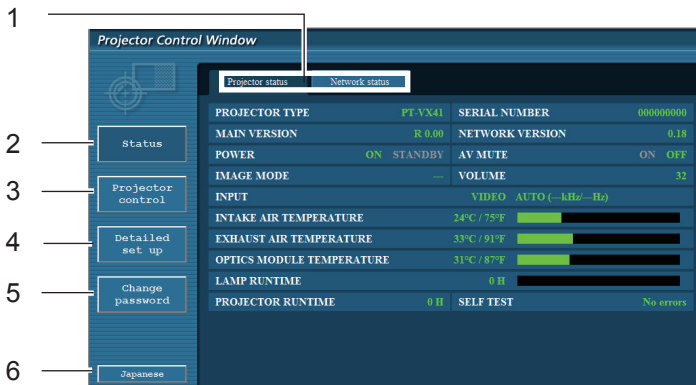 1
Projector Control Window
Projector status Network status
PROJECTOR TYPE PT-VX41 SERIAL NUMBER 000000000
2
Status
MAIN VERSION R 0.00 NETWORK VERSION 0.18
POWER ON STANDBY AV MUTE ON OFF
IMAGE MODE — VOLUME 32
3
Projector
control
INPUT VIDEO AUTO (—kHz/—Hz)
INTAKE AIR TEMPERATURE 24°C / 75°F
4
Detailed
set up
EXHAUST AIR TEMPERATURE 33°C / 91°F
OPTICS MODULE TEMPERATURE 31°C / 87°F
5
Change
password
LAMP RUNTIME 0 H
PROJECTOR RUNTIME 0 H SELF TEST No errors
6
Japanese